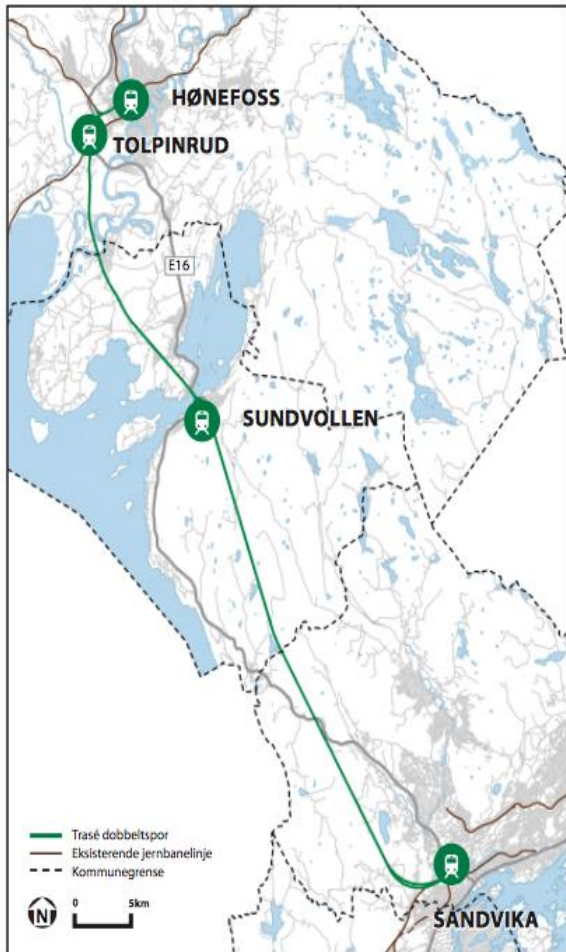 HØNEFOSS
TOLPINRUD
E16
SUNDVOLLEN
Trasé dobbeltspor
Eksisterende jernbanelinje
Kommunegrense
N 0 5km
SANDVIKA